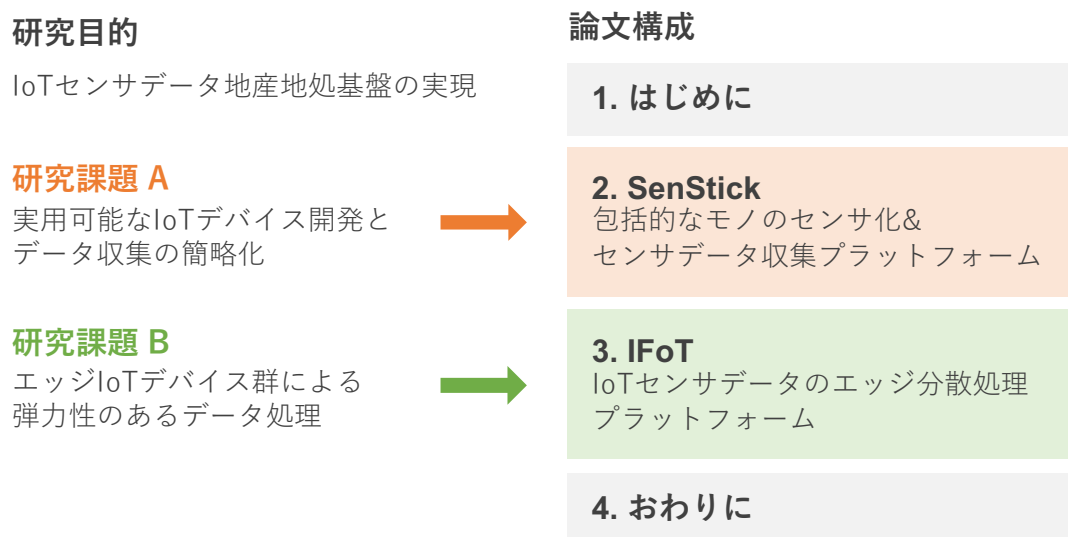 研究目的
IoTセンサデータ地産地処基盤の実現
研究課題 A
実用可能なIoTデバイス開発と
データ収集の簡略化
研究課題 B
エッジIoTデバイス群による
弾力性のあるデータ処理
論文構成
1. はじめに
2. SenStick
包括的なモノのセンサ化&
センサデータ収集プラットフォーム
3. IFoT
IoTセンサデータのエッジ分散処理
プラットフォーム
4. おわりに